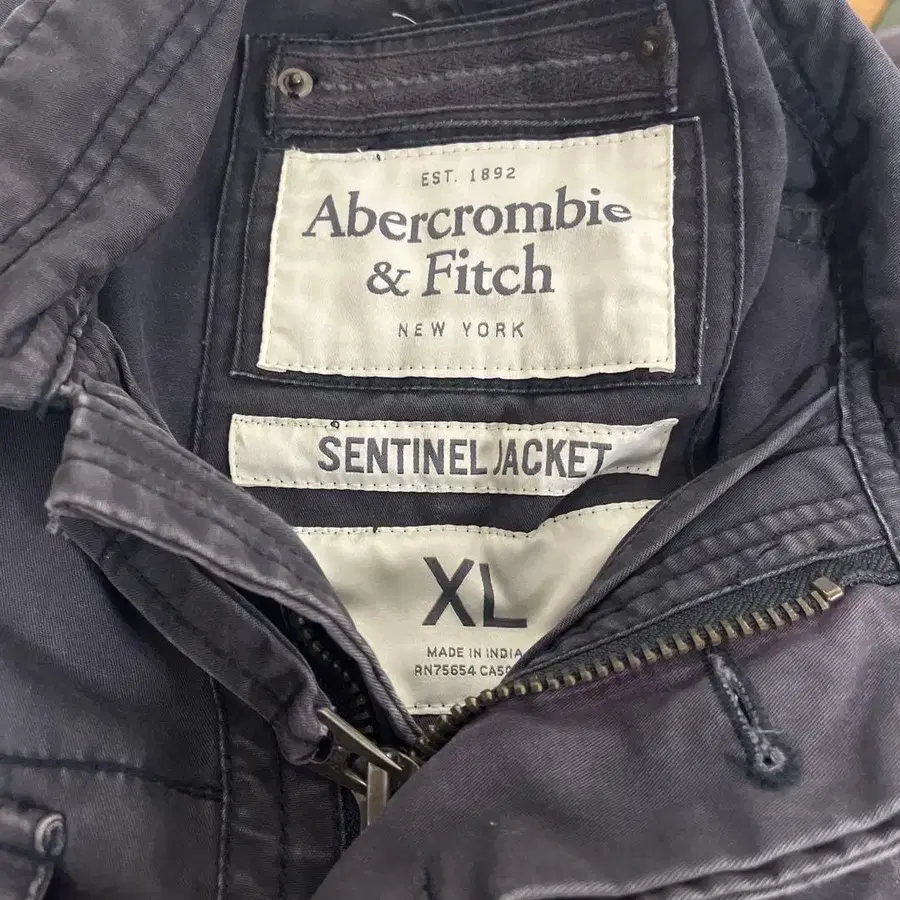 EST. 1892
Abercrombie
& Fitch
NEW YORK
SENTINEL JACKET
XL
MADE IN INDIA
RN75654